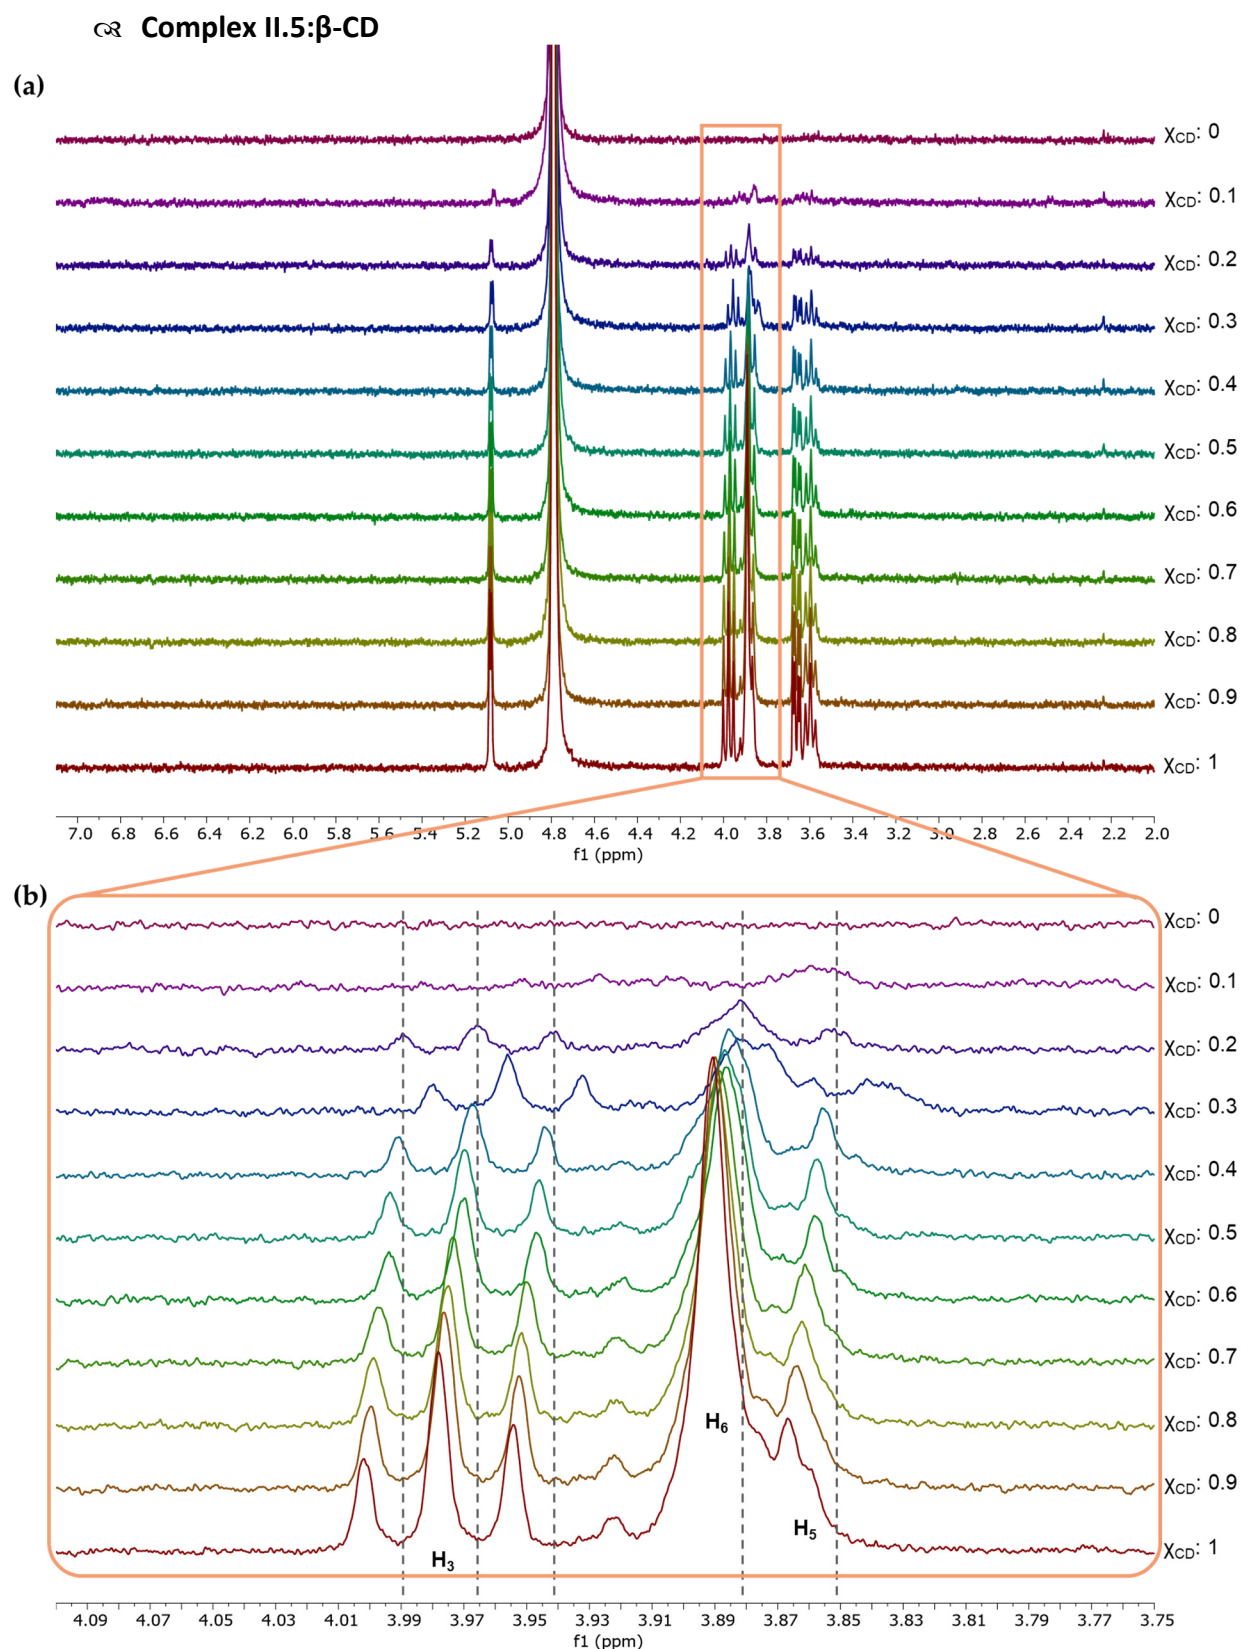 Complex II.5:β-CD
(a)
χCD: 0
χCD: 0.1
χCD: 0.2
χCD: 0.3
χCD: 0.4
χCD: 0.5
χCD: 0.6
χCD: 0.7
χCD: 0.8
χCD: 0.9
χCD: 1
7.0 6.8 6.6 6.4 6.2 6.0 5.8 5.6 5.4 5.2 5.0 4.8 4.6 4.4 4.2 4.0 3.8 3.6 3.4 3.2 3.0 2.8 2.6 2.4 2.2 2.0
f1 (ppm)
(b)
χCD: 0
χCD: 0.1
χCD: 0.2
χCD: 0.3
χCD: 0.4
χCD: 0.5
χCD: 0.6
χCD: 0.7
χCD: 0.8
χCD: 0.9
χCD: 1
H6
H5
H3
4.09 4.07 4.05 4.03 4.01 3.99 3.97 3.95 3.93 3.91 3.89 3.87 3.85 3.83 3.81 3.79 3.77 3.75
f1 (ppm)